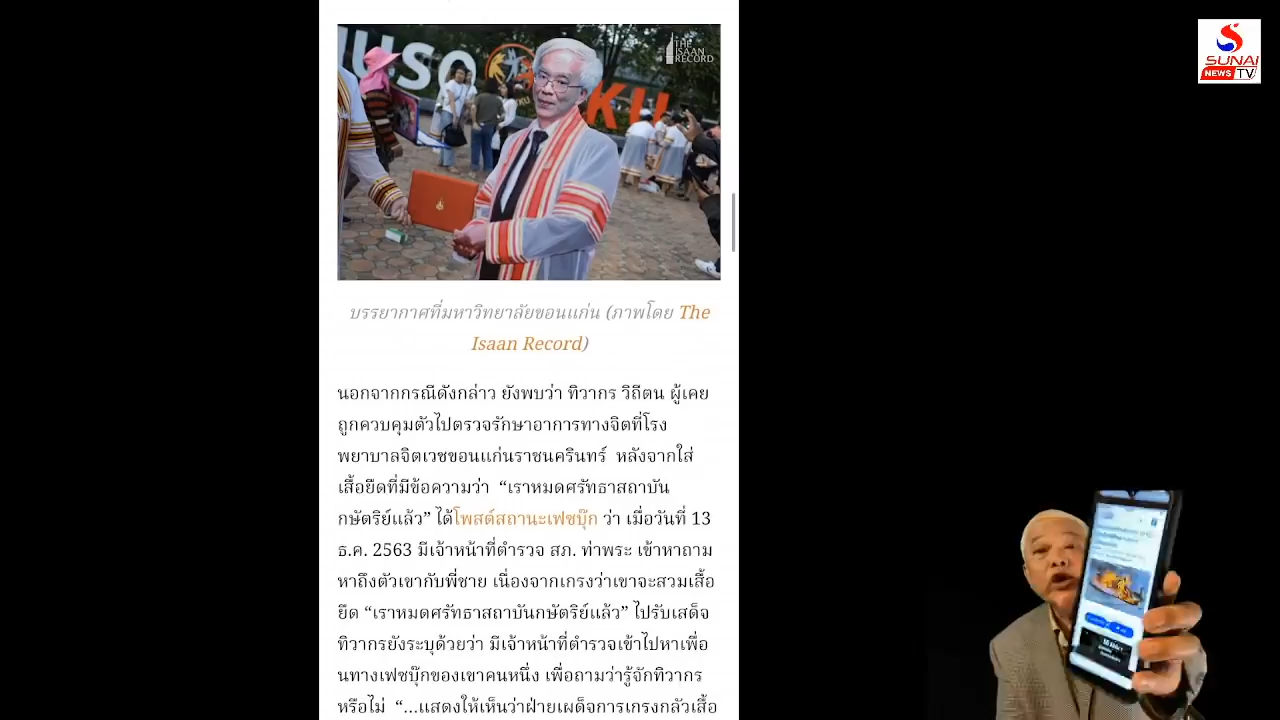 USO
KU
KU
THE
ISAAN
RECORD
SUNAI
NEWS TV
บรรยากาศที่มหาวิทยาลัยขอนแก่น (ภาพโดย The
Isaan Record)
นอกจากกรณีดังกล่าว ยังพบว่า ทิวากร วิถีตน ผู้เคย
ถูกควบคุมตัวไปตรวจรักษาอาการทางจิตที่โรง
พยาบาลจิตเวชขอนแก่นราชนครินทร์ หลังจากใส่
เสื้อยืดที่มีข้อความว่า “เราหมดศรัทธาสถาบัน
กษัตริย์แล้ว” ได้โพสต์สถานะเฟซบุ๊ก ว่า เมื่อวันที่ 13
ธ.ค. 2563 มีเจ้าหน้าที่ตำรวจ สภ. ท่าพระ เข้าหาถาม
หาถึงตัวเขากับพี่ชาย เนื่องจากเกรงว่าเขาจะสวมเสื้อ
ยืด “เราหมดศรัทธาสถาบันกษัตริย์แล้ว” ไปรับเสด็จ
ทิวากรยังระบุด้วยว่า มีเจ้าหน้าที่ตำรวจเข้าไปหาเพื่อ
นทางเฟซบุ๊กของเขาคนหนึ่ง เพื่อถามว่ารู้จักทิวากร
หรือไม่ “…แสดงให้เห็นว่าฝ่ายเผด็จการเกรงกลัวเสื้อ